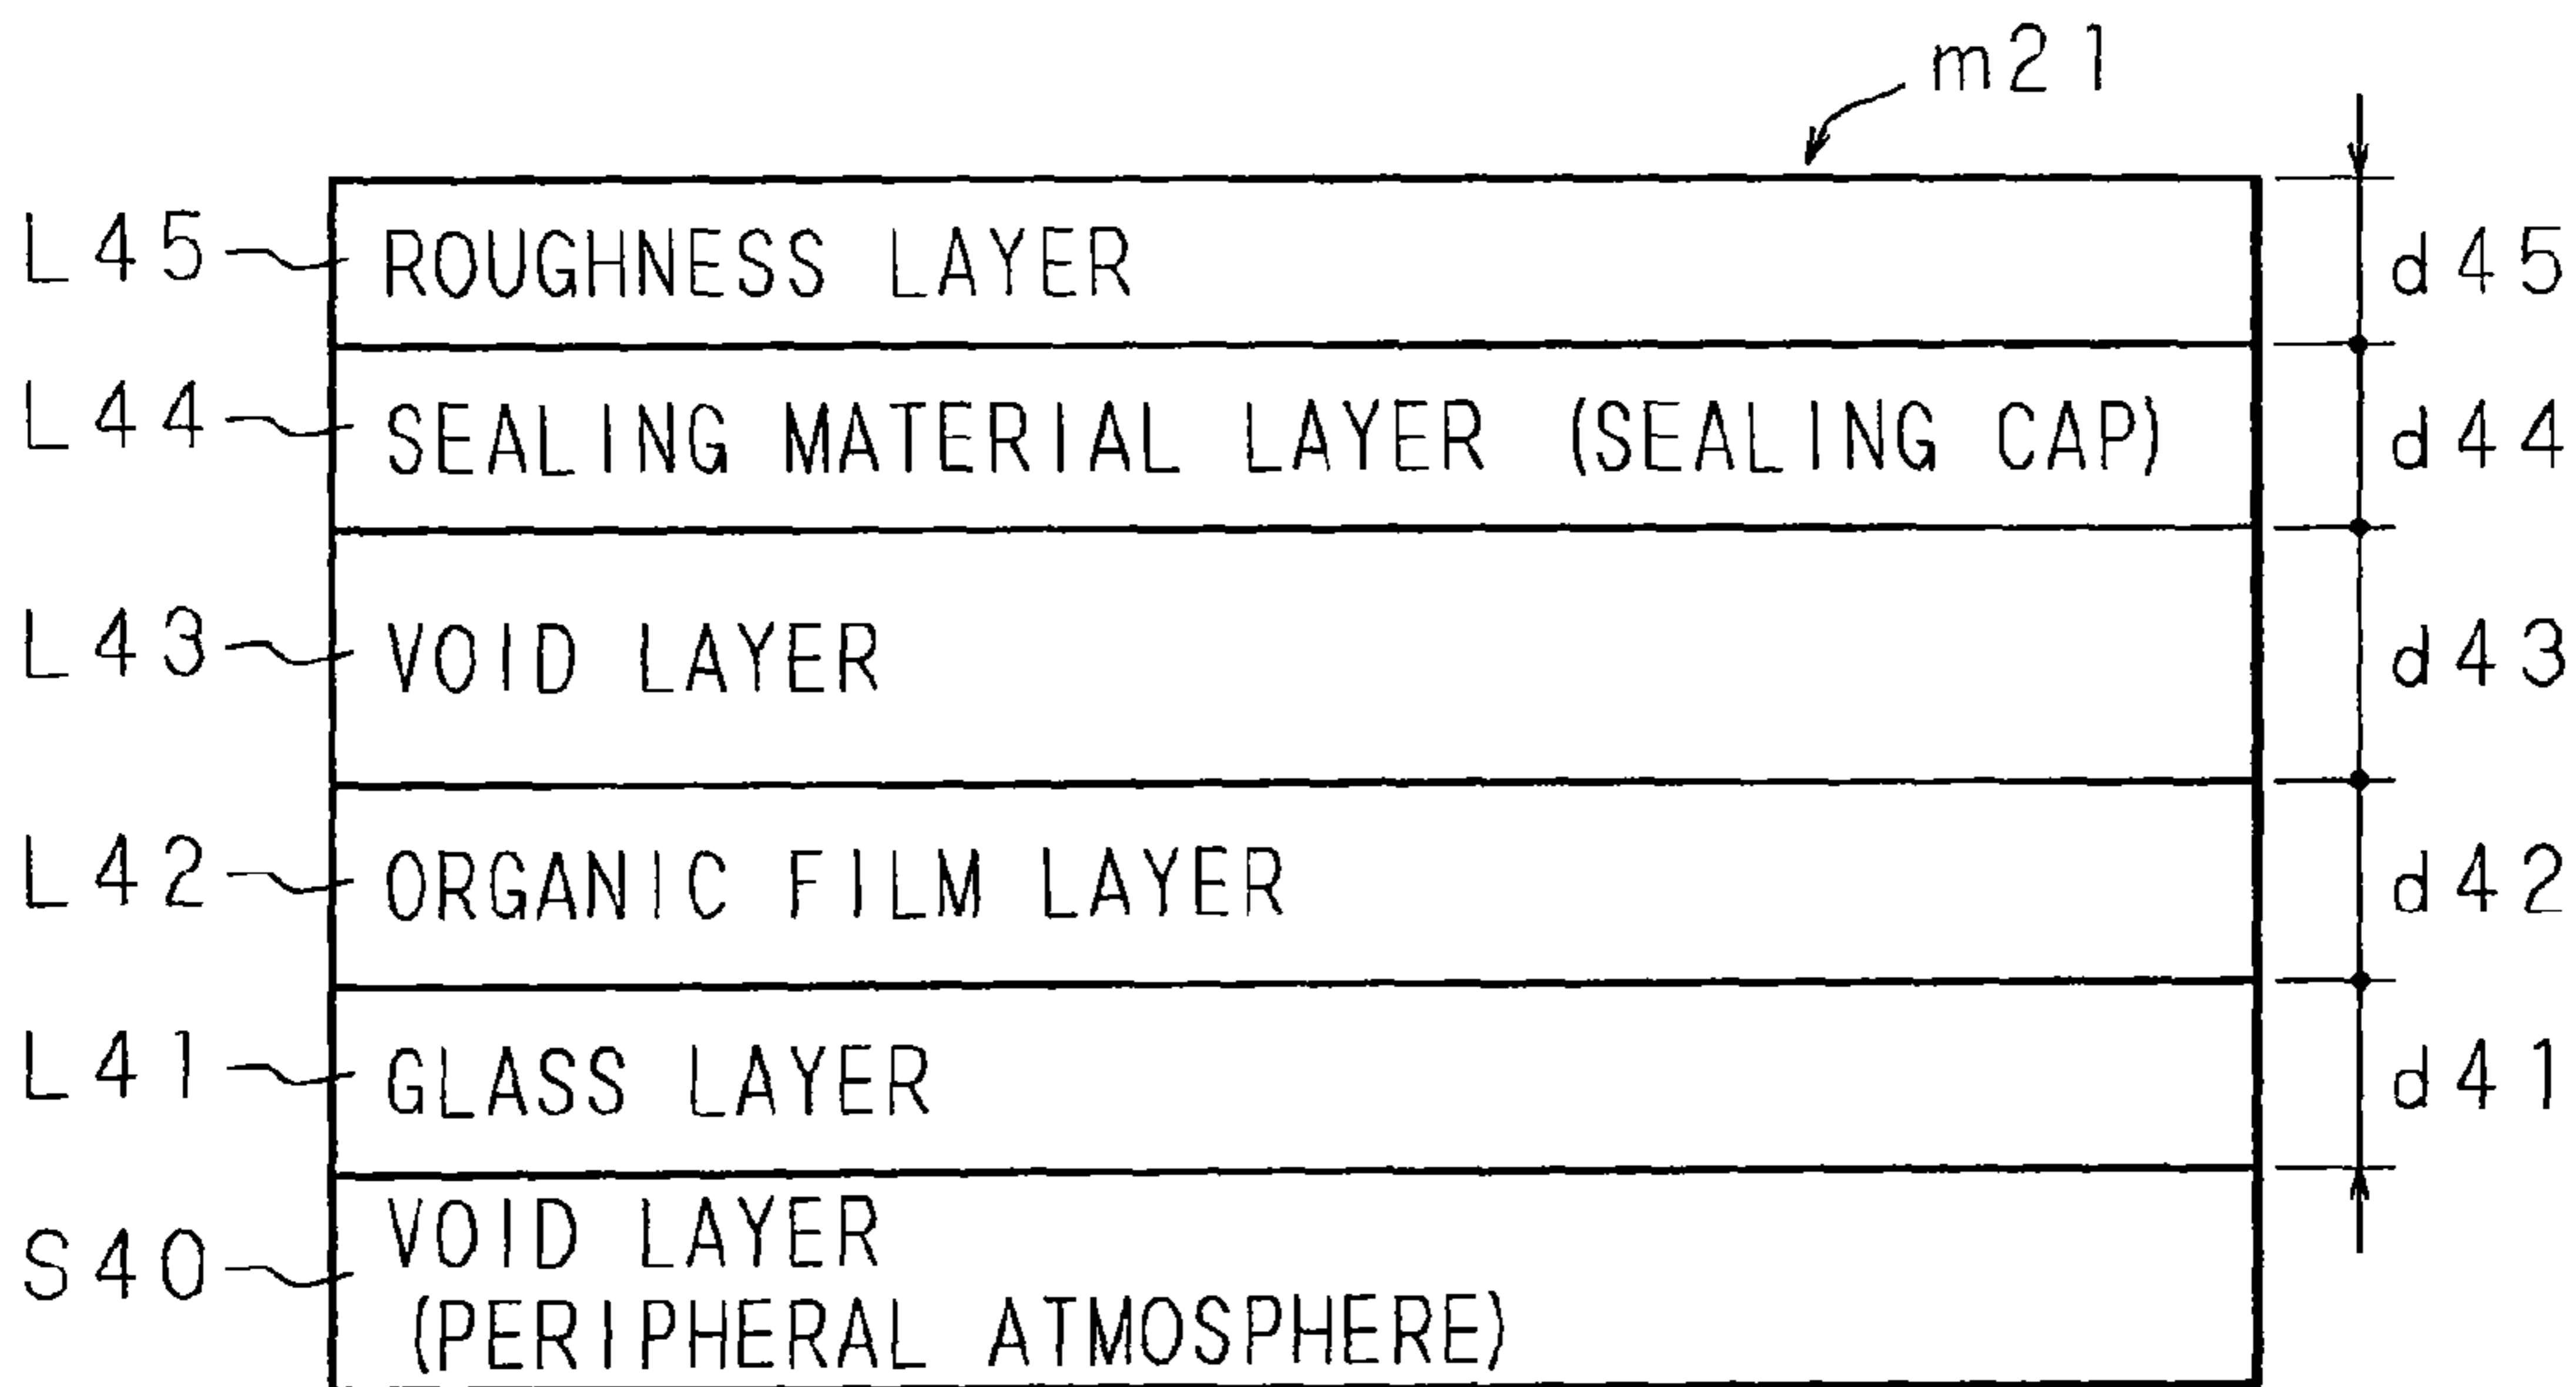 m21
L45 ROUGHNESS LAYER d45
L44 SEALING MATERIAL LAYER (SEALING CAP) d44
L43 VOID LAYER d43
L42 ORGANIC FILM LAYER d42
L41 GLASS LAYER d41
S40 VOID LAYER
(PERIPHERAL ATMOSPHERE)